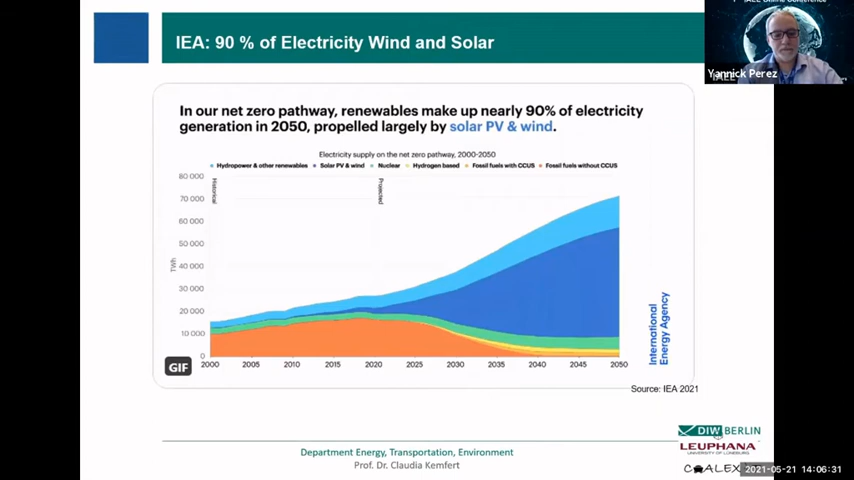 IEA: 90 % of Electricity Wind and Solar
Yannick Perez
In our net zero pathway, renewables make up nearly 90% of electricity
generation in 2050, propelled largely by solar PV & wind.
Electricity supply on the net zero pathway, 2000-2050
Hydropower & other renewables Solar PV & wind Nuclear Hydrogen based Fossil fuels with CCUS Fossil fuels without CCUS
80 000
70 000
60 000
50 000
40 000
30 000
20 000
10 000
0
TWh
Historical
Projected
2000 2005 2010 2015 2020 2025 2030 2035 2040 2045 2050
International
Energy Agency
GIF
Source: IEA 2021
DIW BERLIN
LEUPHANA
UNIVERSITY OF LÜNEBURG
Department Energy, Transportation, Environment
Prof. Dr. Claudia Kemfert
2021-05-21 14:06:31